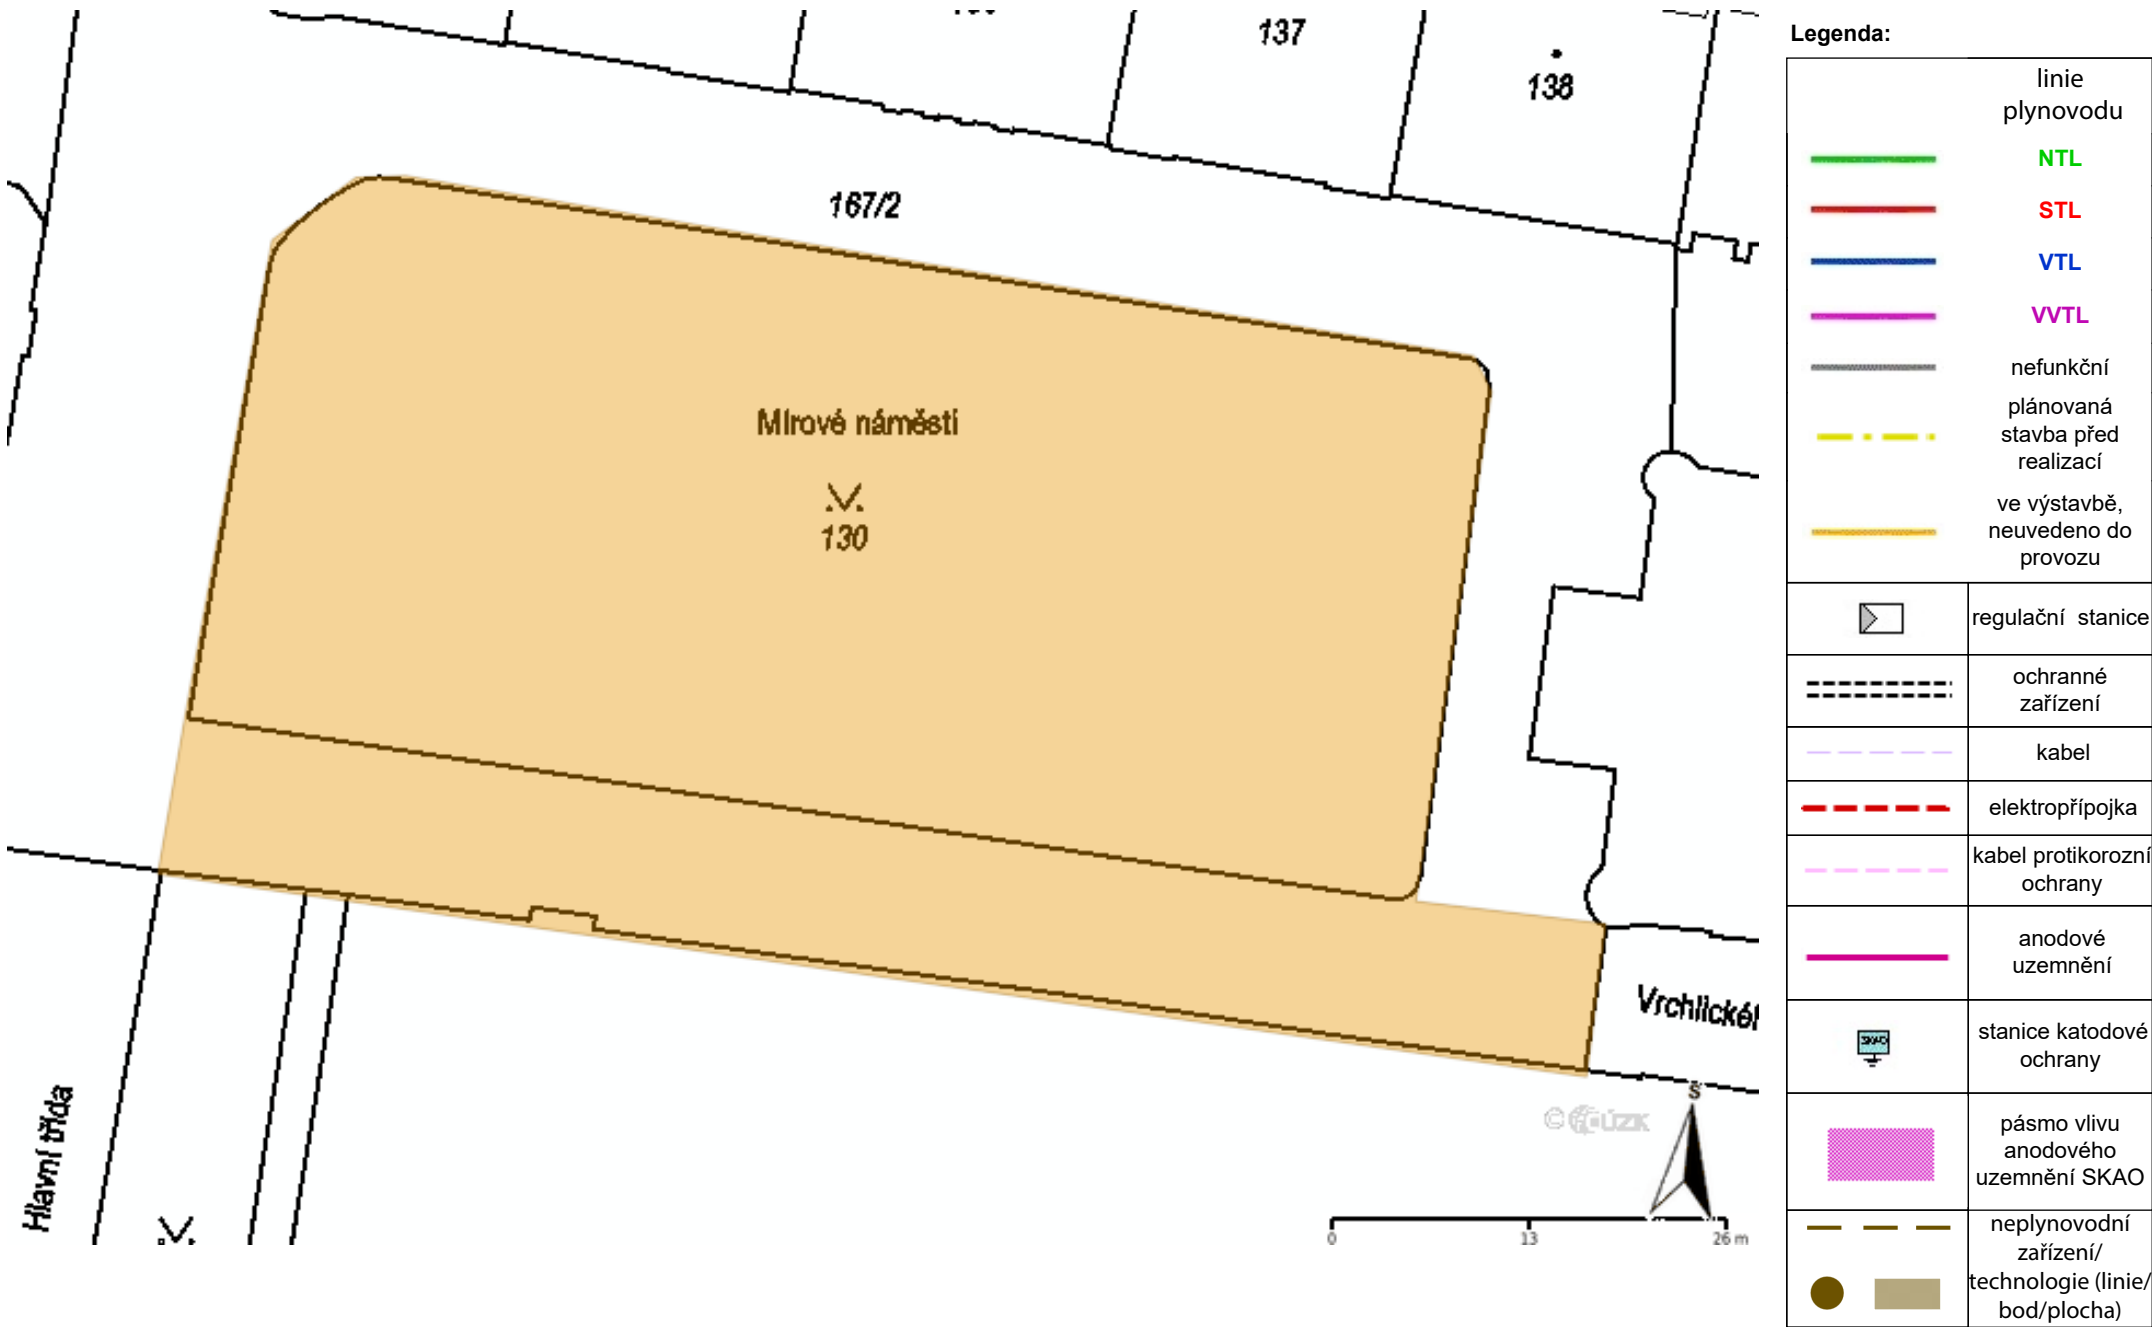 137
138
167/2
Mírové náměstí
130
Hlavní třída
S
0 13 26 m
Legenda:
linie
plynovodu
NTL
STL
VTL
VVTL
nefunkční
plánovaná
stavba před
realizací
ve výstavbě,
neuvedeno do
provozu
regulační stanice
ochranné
zařízení
kabel
elektropřípojka
kabel protikorozní
ochrany
anodové
uzemnění
SKAO
stanice katodové
ochrany
pásmo vlivu
anodového
uzemnění SKAO
neplynovodní
zařízení/
technologie (linie/
bod/plocha)